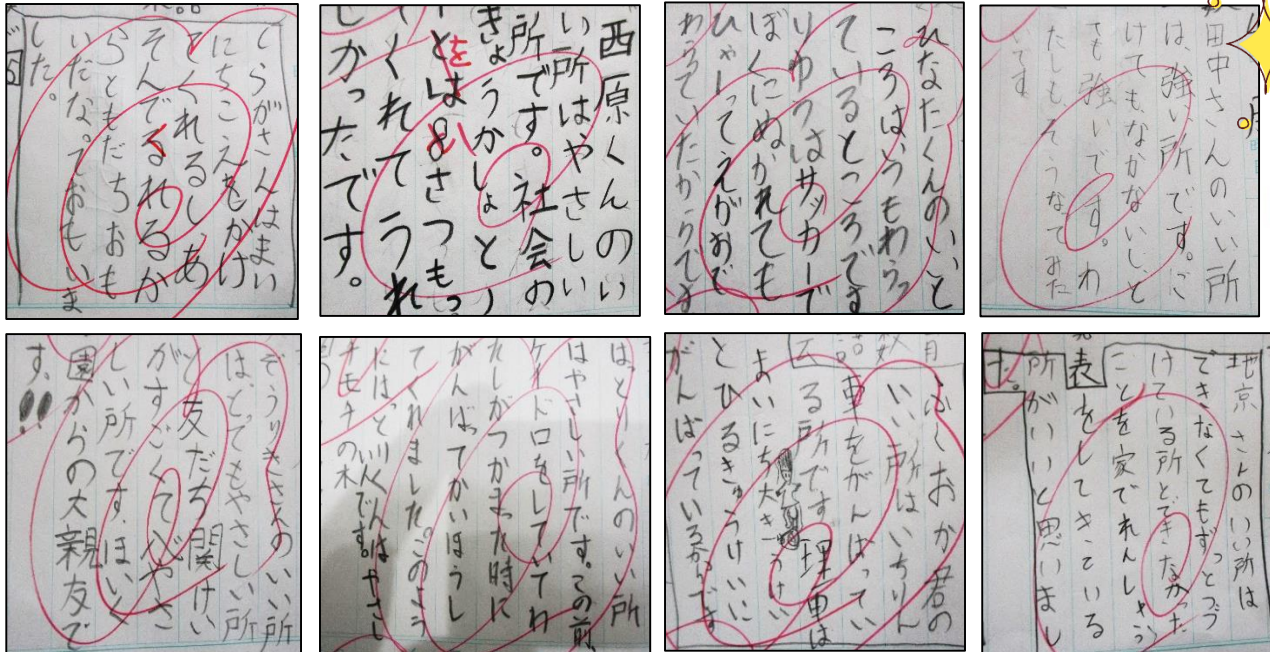 しらがさんはまい
にちこえもかけ
てくれるし、あ
そんでくれるか
らともだちおも
いだな。ておもいま
した。
西原くんのいい
い所はやさしい
所です。社会の
きょうかしょと
とをはいさつもっ
てくれてうれ
しかったです。
ひなたくんのいいと
ころは、いつもわらっ
ているところです
りゆうはサッカーで
ぼくにぬかれても
ひゃーってえがおで
わらっていたからです
田中さんのいい所
は、強い所です。こ
けてもなかないし、と
ても強いです。わ
たしもそうなてみた
いです
さんのいい所
は、とってもやさしい所
と友だち関けい
がすごくてやさ
しい所です、ほいく
園からの大親友で
す!!
はっとりくんのいい所
はやさしい所です。この前
ケイドロをしていてわ
たしがつかまった時に
がんばってかいほうし
てくれました。このよう
にはっとりくんはやさし
い人です。
モチモチの木
おか君の
いい所はいちりん
車をがんばってい
る所です理由は
まいにち大きゅうけい
とひるきゅうけいに
がんばっているからです
京さんのいい所は
できなくてもずっとつづ
けている所とできなかった
ことを家でれんしゅう
発表をしてきている
所がいいと思いまし
た。